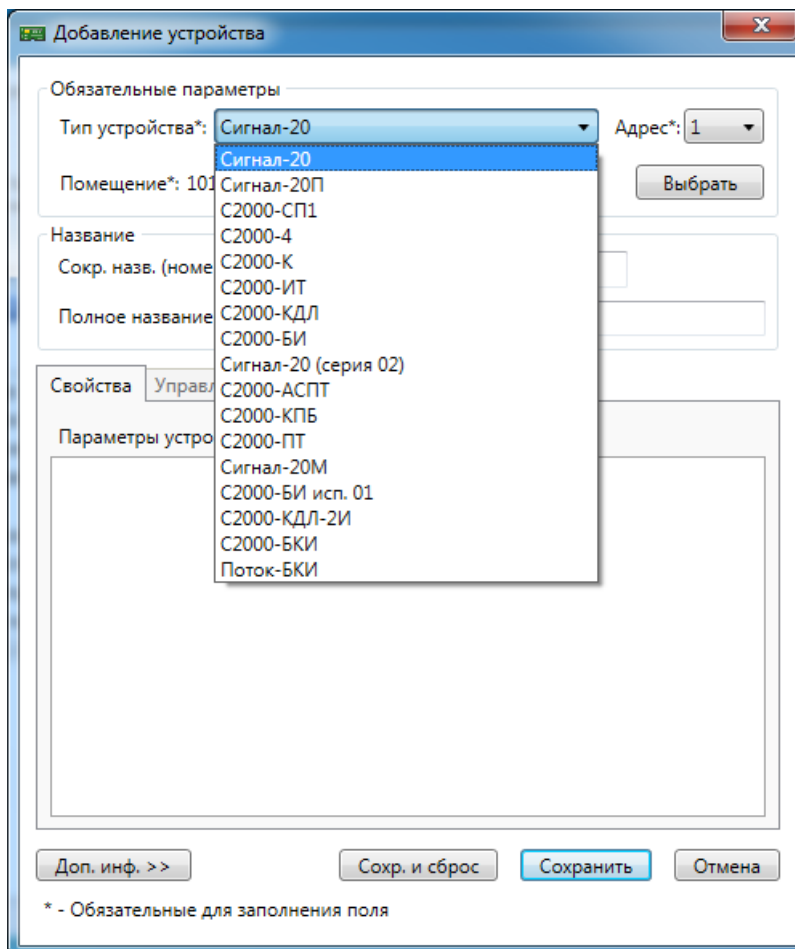 Добавление устройства
Обязательные параметры
Тип устройства*: Сигнал-20 Адрес*: 1
Сигнал-20
Помещение*: 101 Выбрать
Сигнал-20П
С2000-СП1
Название
С2000-4
Сокр. назв. (номе
С2000-К
С2000-ИТ
Полное название
С2000-КДЛ
С2000-БИ
Сигнал-20 (серия 02)
Свойства Управл
С2000-АСПТ
С2000-КПБ
Параметры устро
С2000-ПТ
Сигнал-20М
С2000-БИ исп. 01
С2000-КДЛ-2И
С2000-БКИ
Поток-БКИ
Доп. инф. >> Сохр. и сброс Сохранить Отмена
* - Обязательные для заполнения поля